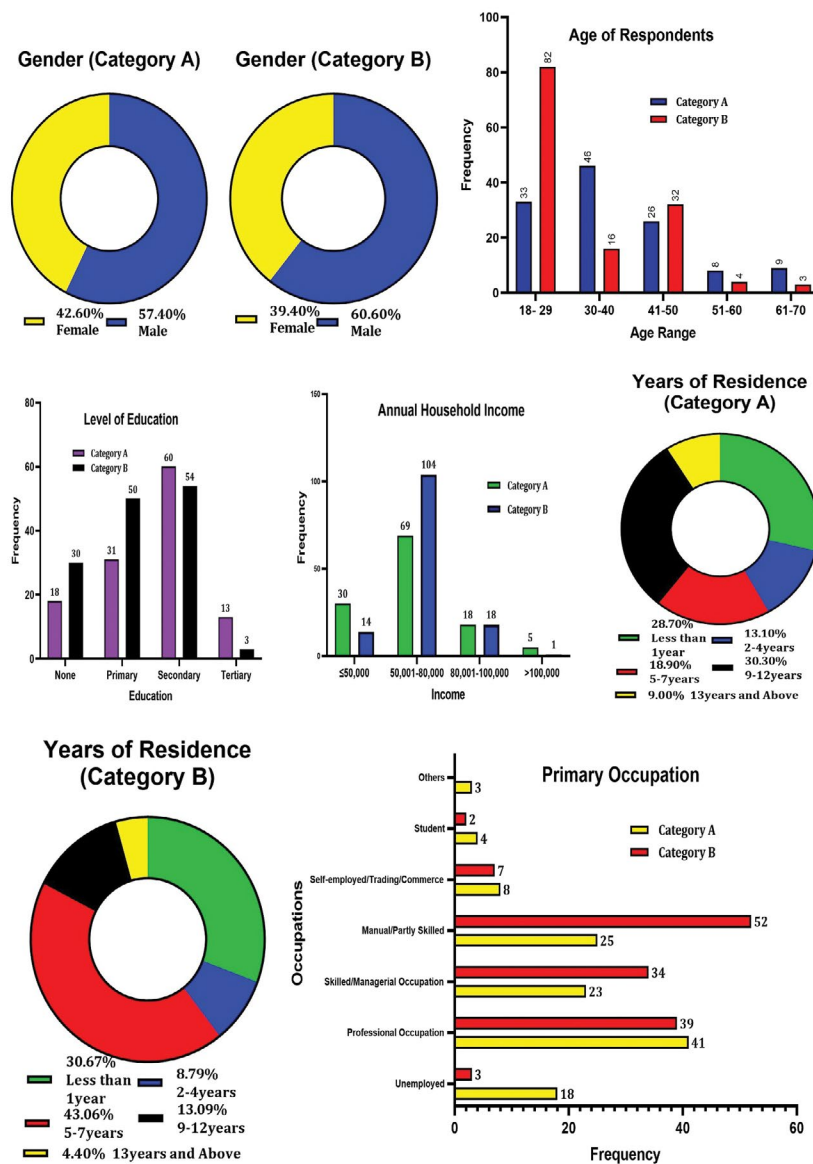 Gender (Category A)
42.60%
Female
57.40%
Male
Gender (Category B)
39.40%
Female
60.60%
Male
Age of Respondents
Category A
Category B
Frequency
100
80
60
40
20
0
33
82
46
16
26
32
8
4
9
3
18- 29
30-40
41-50
51-60
61-70
Age Range
Level of Education
Category A
Category B
Frequency
80
60
40
20
0
18
30
31
50
60
54
13
3
None
Primary
Secondary
Tertiary
Education
Annual Household Income
Category A
Category B
Frequency
150
100
50
0
30
14
69
104
18
18
5
1
≤50,000
50,001-80,000
80,001-100,000
>100,000
Income
Years of Residence
(Category A)
28.70%
Less than
1year
13.10%
2-4years
18.90%
5-7years
30.30%
9-12years
9.00% 13years and Above
Years of Residence
(Category B)
30.67%
Less than
1year
8.79%
2-4years
43.06%
5-7years
13.09%
9-12years
4.40% 13years and Above
Primary Occupation
Category A
Category B
Occupations
Others
3
Student
2
4
Self-employed/Trading/Commerce
7
8
Manual/Partly Skilled
52
25
Skilled/Managerial Occupation
34
23
Professional Occupation
39
41
Unemployed
3
18
0
20
40
60
Frequency